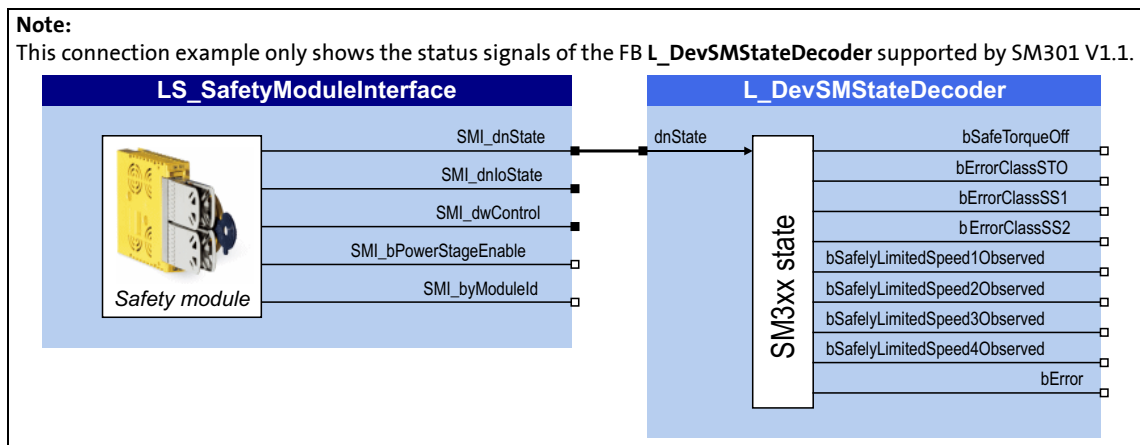 Note:
This connection example only shows the status signals of the FB L_DevSMStateDecoder supported by SM301 V1.1.
LS_SafetyModuleInterface
SMI_dnState
SMI_dnIoState
SMI_dwControl
SMI_bPowerStageEnable
SMI_byModuleId
Safety module
L_DevSMStateDecoder
dnState
SM3xx state
bSafeTorqueOff
bErrorClassSTO
bErrorClassSS1
bErrorClassSS2
bSafelyLimitedSpeed1Observed
bSafelyLimitedSpeed2Observed
bSafelyLimitedSpeed3Observed
bSafelyLimitedSpeed4Observed
bError